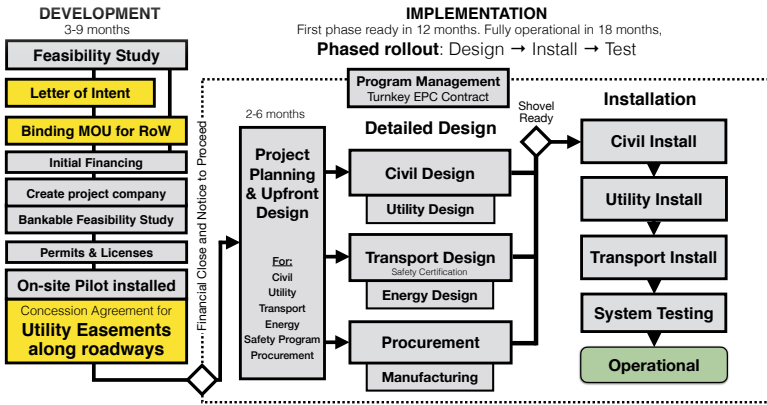 DEVELOPMENT
3-9 months
Feasibility Study
Letter of Intent
Binding MOU for RoW
Initial Financing
Create project company
Bankable Feasibility Study
Permits & Licenses
On-site Pilot installed
Concession Agreement for
Utility Easements
along roadways
Financial Close and Notice to Proceed
IMPLEMENTATION
First phase ready in 12 months. Fully operational in 18 months,
Phased rollout: Design → Install → Test
Program Management
Turnkey EPC Contract
2-6 months
Project
Planning
& Upfront
Design
For:
Civil
Utility
Transport
Energy
Safety Program
Procurement
Detailed Design
Civil Design
Utility Design
Transport Design
Safety Certification
Energy Design
Procurement
Manufacturing
Shovel
Ready
Installation
Civil Install
Utility Install
Transport Install
System Testing
Operational